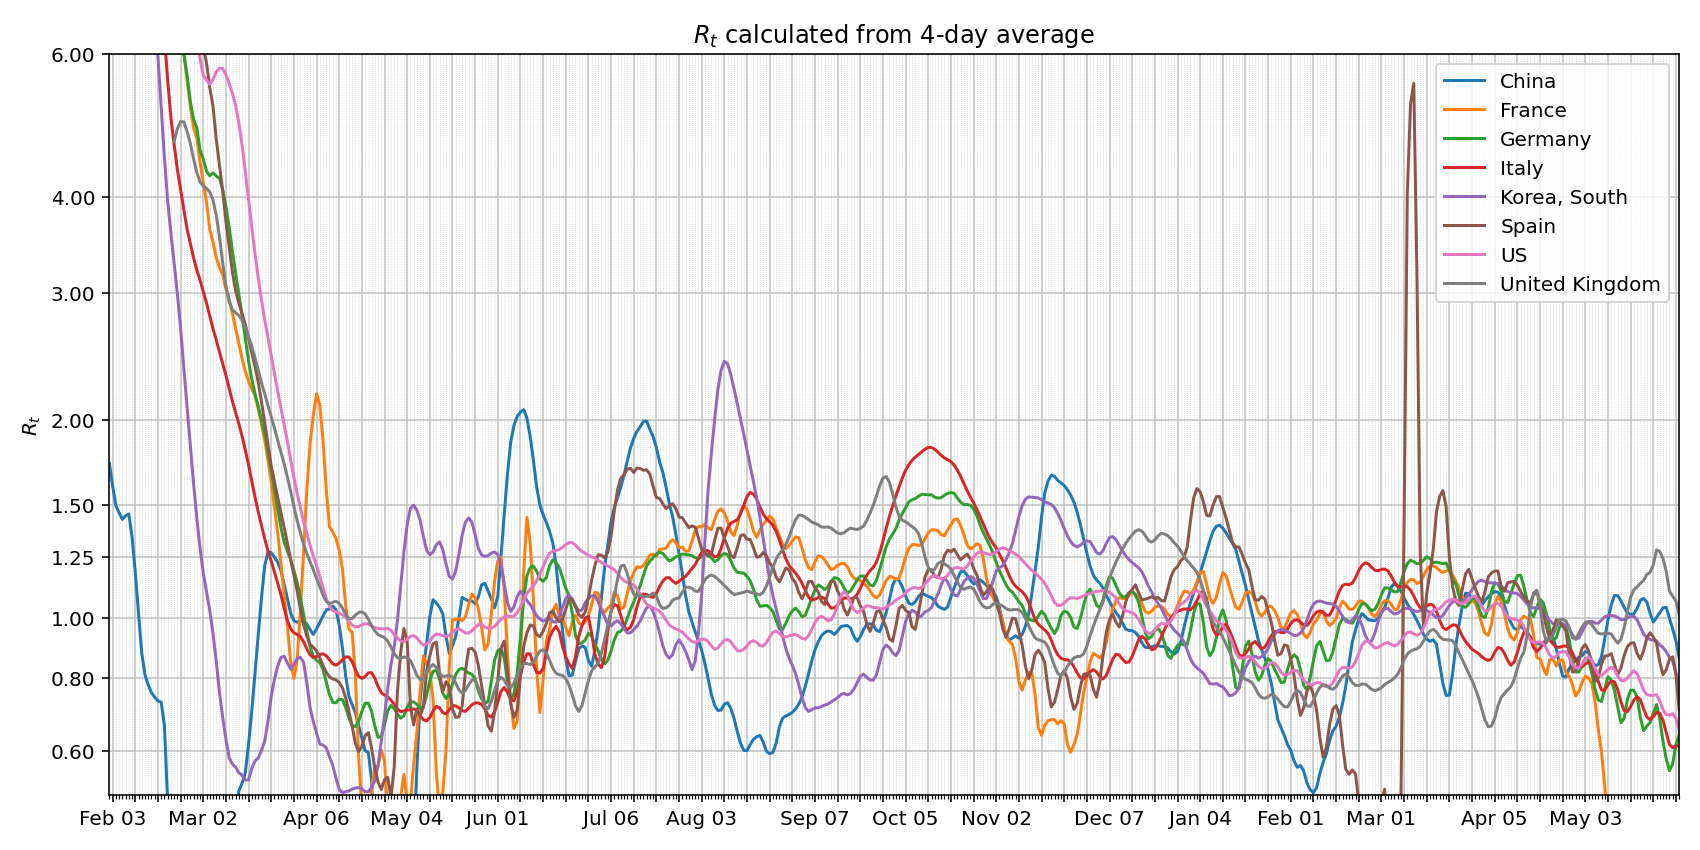 R_t calculated from 4-day average
R_t
6.00
4.00
3.00
2.00
1.50
1.25
1.00
0.80
0.60
China
France
Germany
Italy
Korea, South
Spain
US
United Kingdom
Feb 03 Mar 02 Apr 06 May 04 Jun 01 Jul 06 Aug 03 Sep 07 Oct 05 Nov 02 Dec 07 Jan 04 Feb 01 Mar 01 Apr 05 May 03